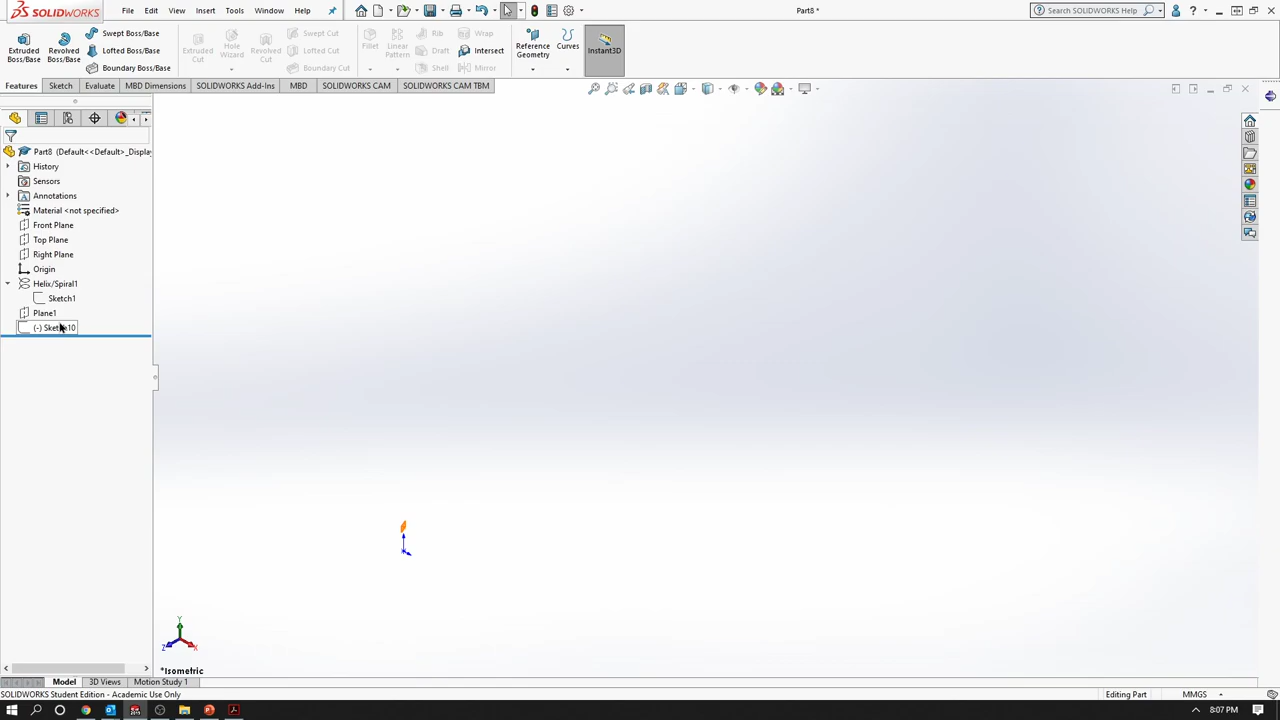 SOLIDWORKS File Edit View Insert Tools Window Help Part8 * Search SOLIDWORKS Help
Extruded Boss/Base
Revolved Boss/Base
Swept Boss/Base
Lofted Boss/Base
Boundary Boss/Base
Extruded Cut
Hole Wizard
Revolved Cut
Swept Cut
Lofted Cut
Boundary Cut
Fillet
Linear Pattern
Rib
Draft
Shell
Wrap
Intersect
Mirror
Reference Geometry
Curves
Instant3D
Features Sketch Evaluate MBD Dimensions SOLIDWORKS Add-Ins MBD SOLIDWORKS CAM SOLIDWORKS CAM TBM
Part8 (Default<<Default>_Display
History
Sensors
Annotations
Material <not specified>
Front Plane
Top Plane
Right Plane
Origin
Helix/Spiral1
Sketch1
Plane1
(-) Sketch10
Y
Z X
*Isometric
Model 3D Views Motion Study 1
SOLIDWORKS Student Edition - Academic Use Only Editing Part MMGS
8:07 PM